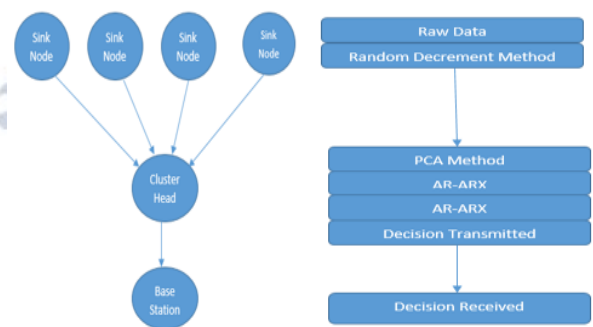 Sink
Node
Sink
Node
Sink
Node
Sink
Node
Cluster
Head
Base
Station
Raw Data
Random Decrement Method
PCA Method
AR-ARX
AR-ARX
Decision Transmitted
Decision Received